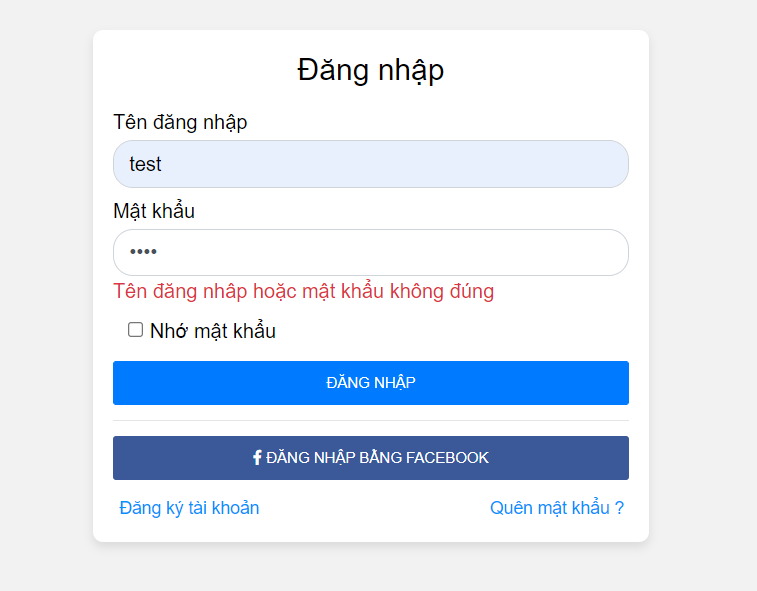 Đăng nhập
Tên đăng nhập
test
Mật khẩu
••••
Tên đăng nhâp hoặc mật khẩu không đúng
Nhớ mật khẩu
ĐĂNG NHẬP
ĐĂNG NHẬP BẰNG FACEBOOK
Đăng ký tài khoản
Quên mật khẩu ?